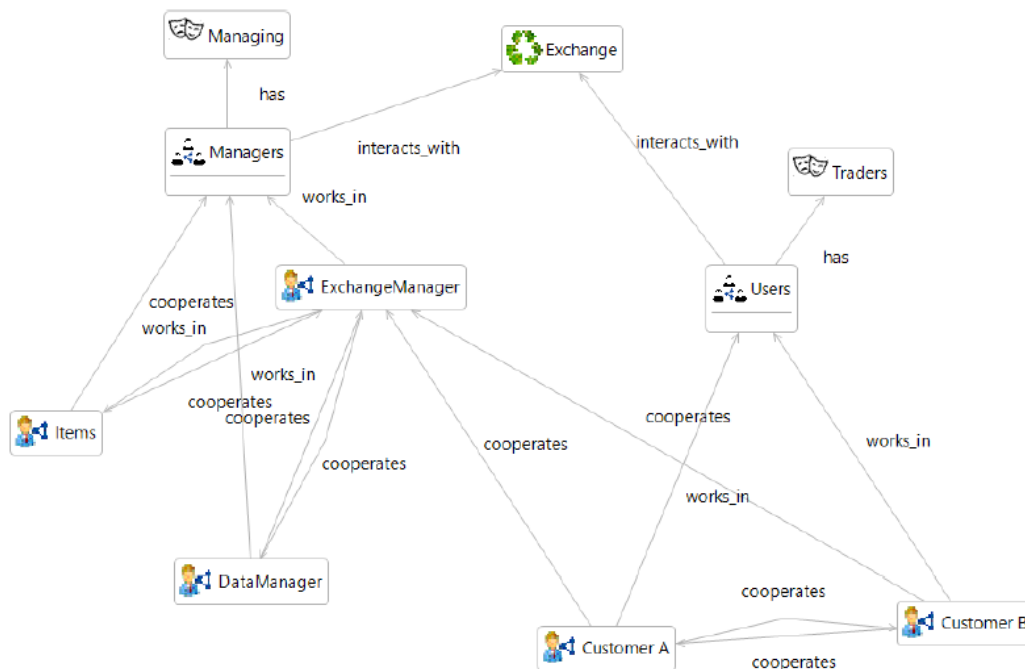 Managing
Exchange
has
Managers
interacts_with
interacts_with
Traders
works_in
has
ExchangeManager
Users
cooperates
works_in
works_in
cooperates
cooperates
cooperates
Items
works_in
cooperates
cooperates
works_in
DataManager
cooperates
Customer B
Customer A
cooperates